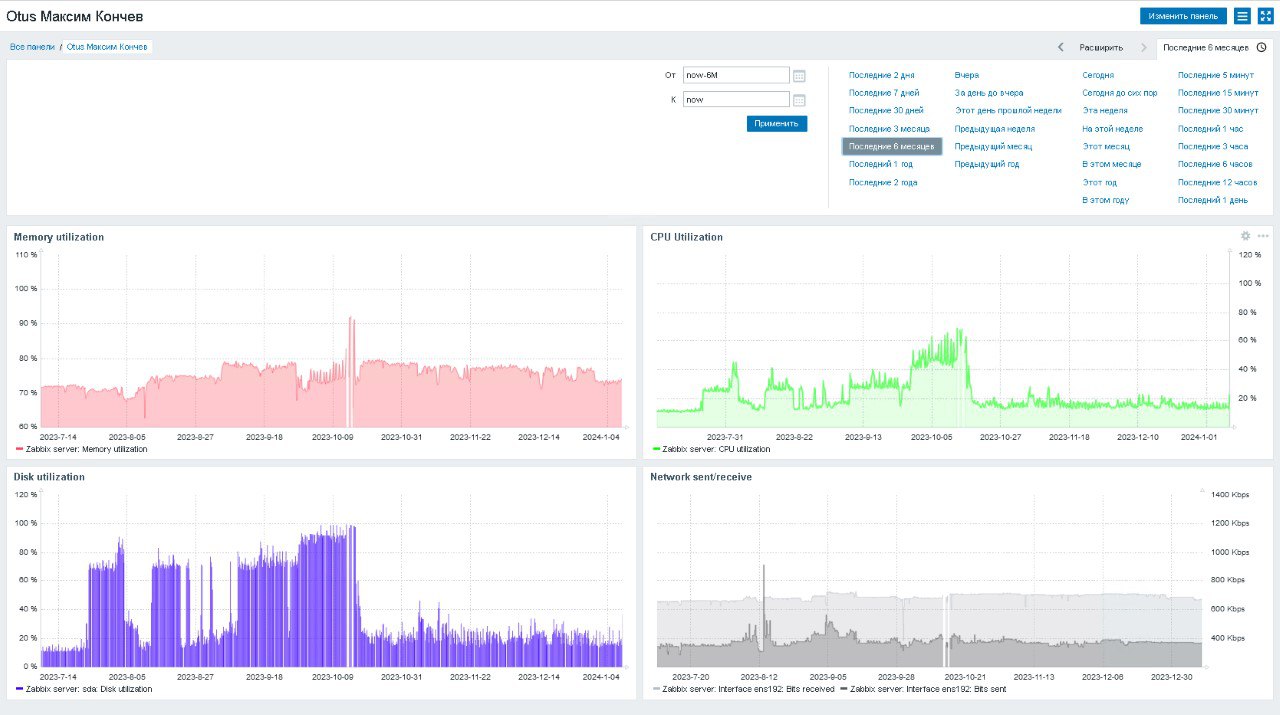 Otus Максим Кончев
Изменить панель
Все панели / Otus Максим Кончев
Расширить
Последние 6 месяцев
От now-6M
К now
Применить
Последние 2 дня Вчера Сегодня Последние 5 минут
Последние 7 дней За день до вчера Сегодня до сих пор Последние 15 минут
Последние 30 дней Этот день прошлой недели Эта неделя Последние 30 минут
Последние 3 месяца Предыдущая неделя На этой неделе Последний 1 час
Последние 6 месяцев Предыдущий месяц Этот месяц Последние 3 часа
Последний 1 год Предыдущий год В этом месяце Последние 6 часов
Последние 2 года Этот год Последние 12 часов
В этом году Последний 1 день
Memory utilization
110 %
100 %
90 %
80 %
70 %
60 %
2023-7-14 2023-8-05 2023-8-27 2023-9-18 2023-10-09 2023-10-31 2023-11-22 2023-12-14 2024-1-04
Zabbix server: Memory utilization
CPU Utilization
120 %
100 %
80 %
60 %
40 %
20 %
2023-7-31 2023-8-22 2023-9-13 2023-10-05 2023-10-27 2023-11-18 2023-12-10 2024-1-01
Zabbix server: CPU utilization
Disk utilization
120 %
100 %
80 %
60 %
40 %
20 %
0 %
2023-7-14 2023-8-05 2023-8-27 2023-9-18 2023-10-09 2023-10-31 2023-11-22 2023-12-14 2024-1-04
Zabbix server: sda: Disk utilization
Network sent/receive
1400 Kbps
1200 Kbps
1000 Kbps
800 Kbps
600 Kbps
400 Kbps
2023-7-20 2023-8-12 2023-9-05 2023-9-28 2023-10-21 2023-11-13 2023-12-06 2023-12-30
Zabbix server: Interface ens192: Bits received Zabbix server: Interface ens192: Bits sent